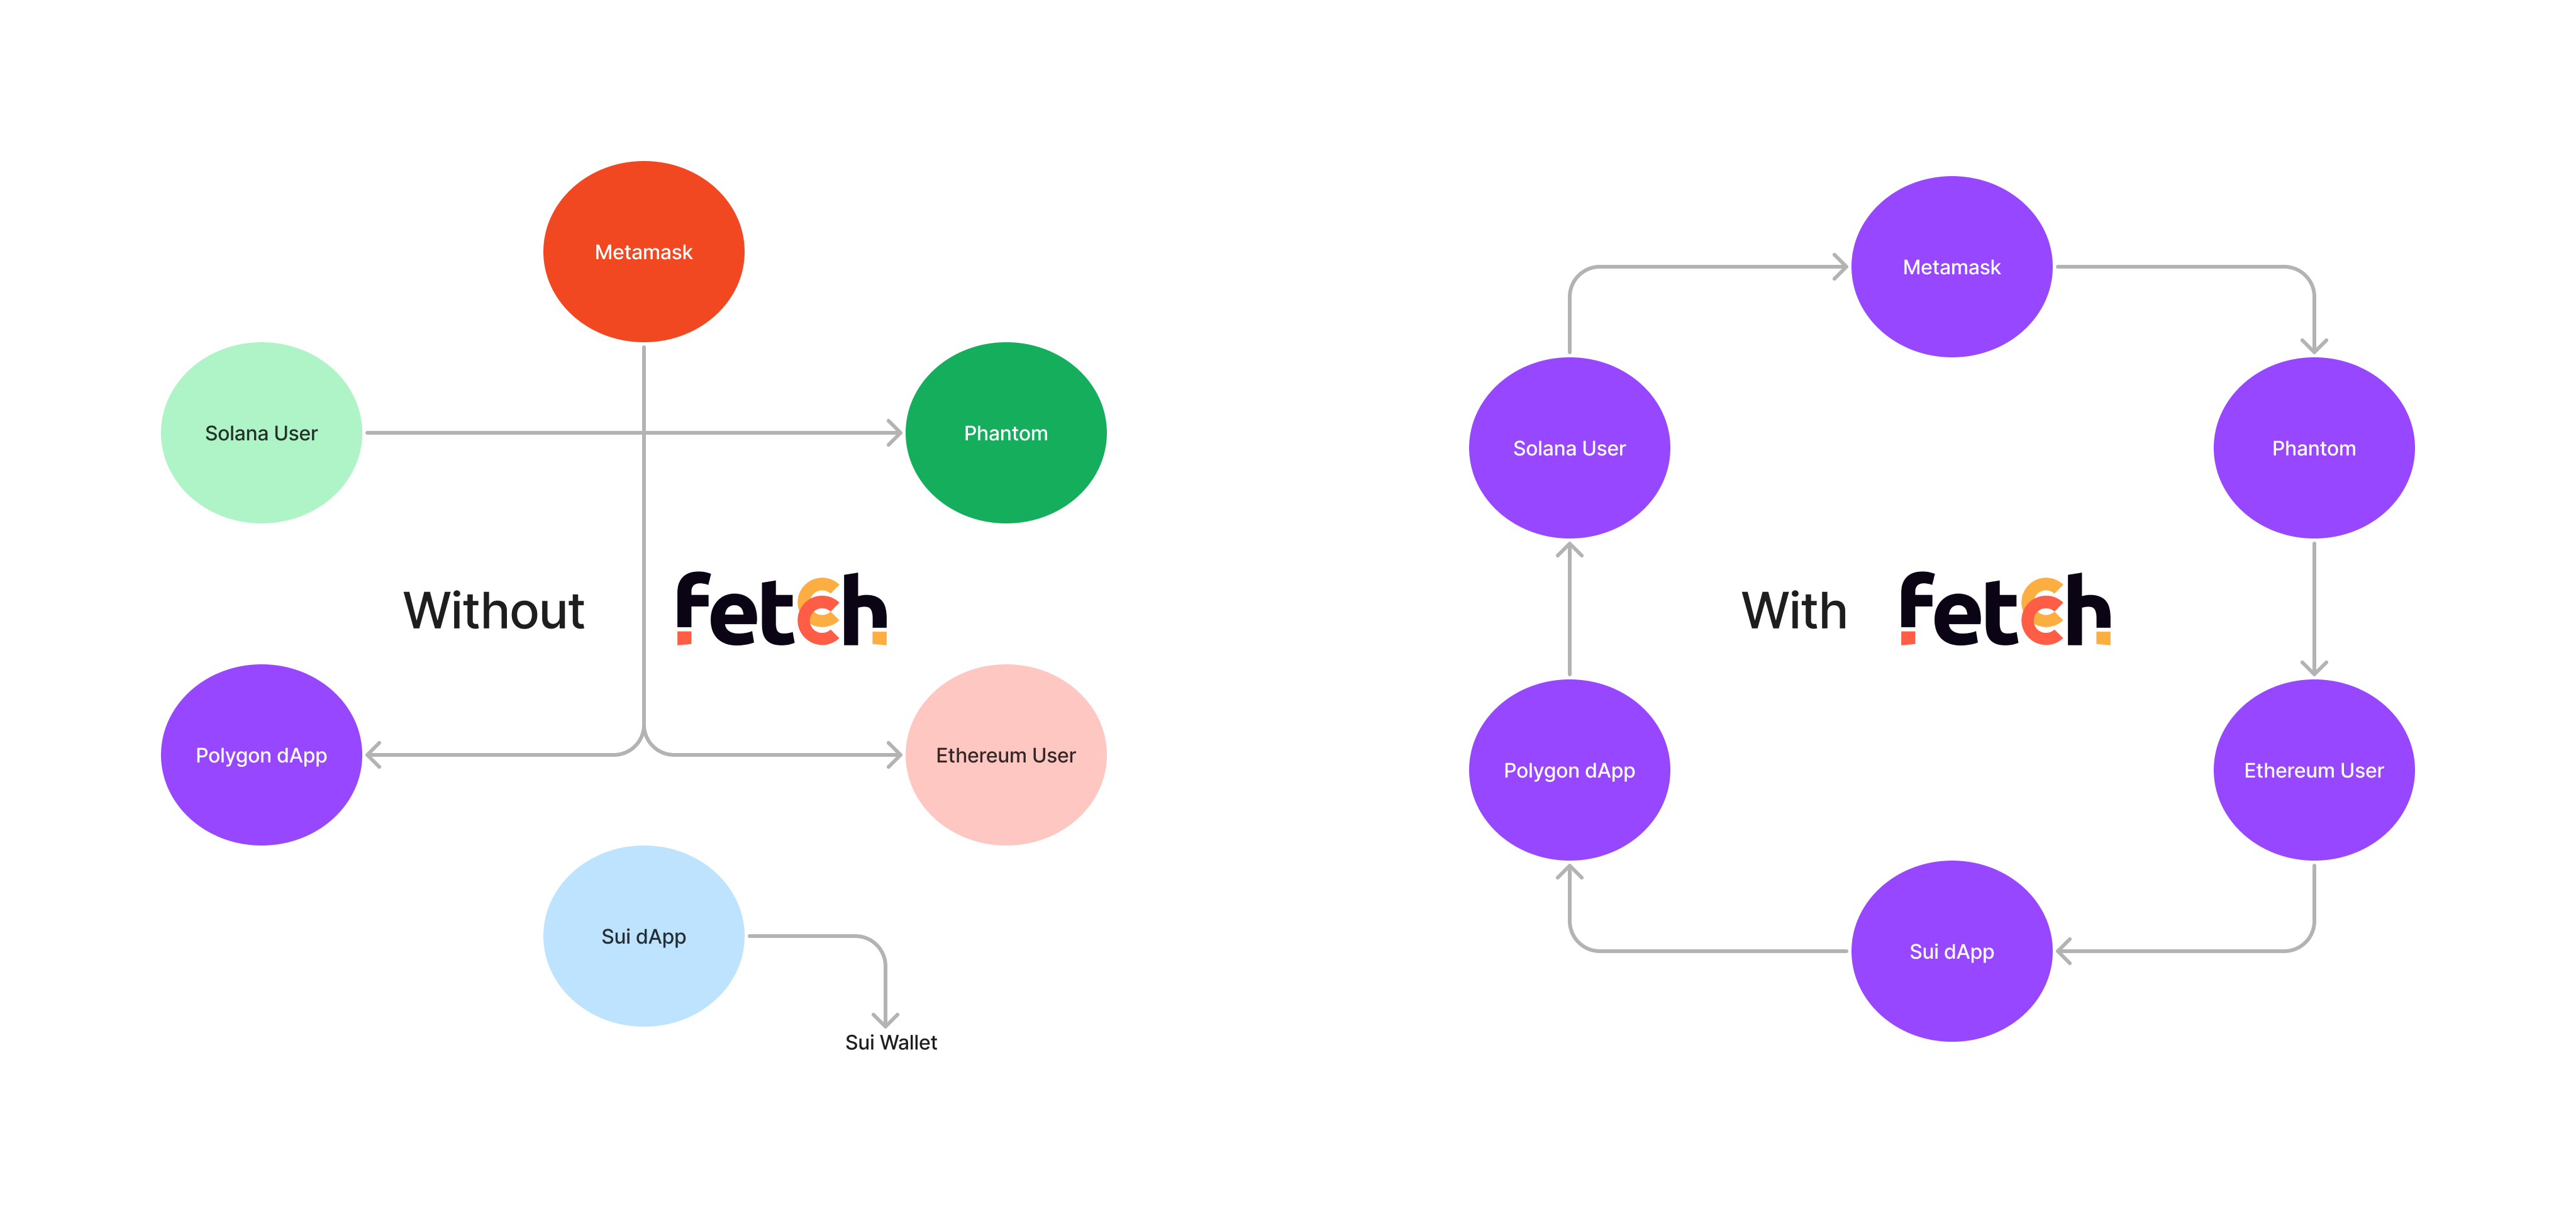 Metamask
Solana User
Phantom
Without fetch
Polygon dApp
Ethereum User
Sui dApp
Sui Wallet
Metamask
Solana User
Phantom
With fetch
Polygon dApp
Ethereum User
Sui dApp